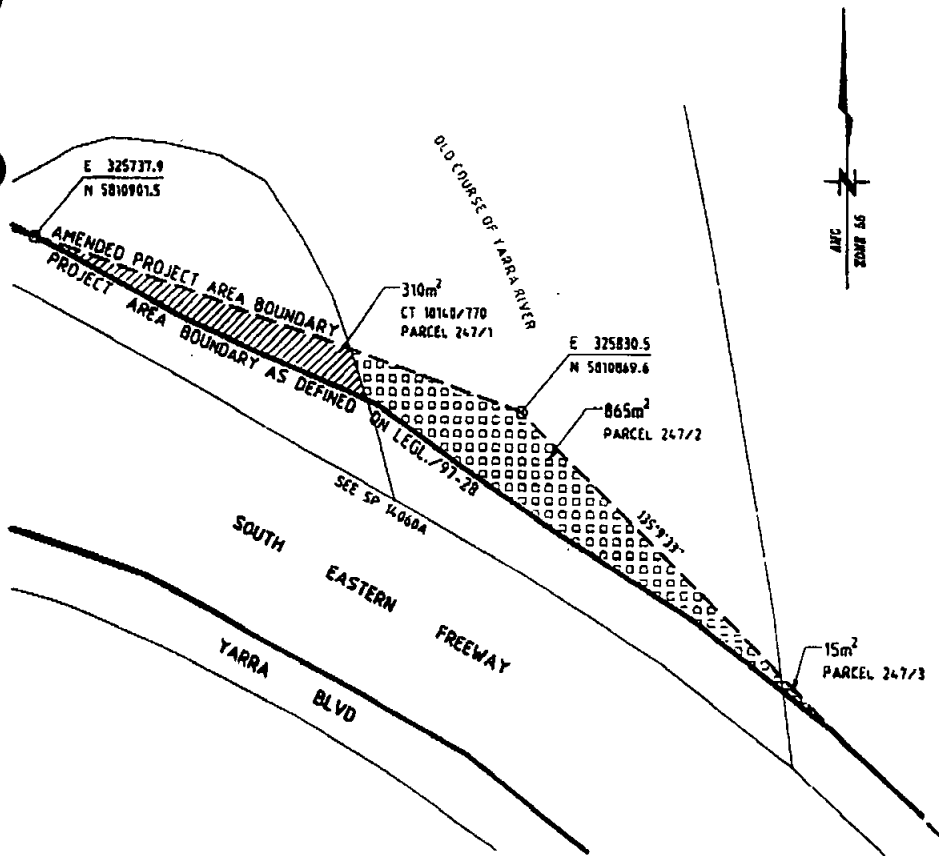 E 325737.9
N 5810901.5
OLD COURSE OF YARRA RIVER
AMG
ZONE 55
AMENDED PROJECT AREA BOUNDARY
PROJECT AREA BOUNDARY AS DEFINED ON LEGL./97-28
310m²
CT 10148/770
PARCEL 247/1
E 325830.5
N 5810869.6
865m²
PARCEL 247/2
SEE SP 14060A
135°9'33"
SOUTH EASTERN FREEWAY
15m²
PARCEL 247/3
YARRA BLVD